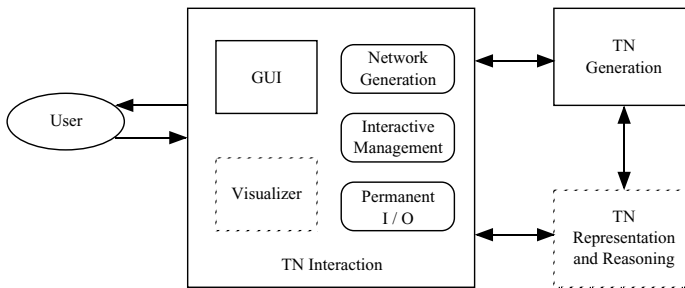 User
GUI
Visualizer
Network
Generation
Interactive
Management
Permanent
I / O
TN Interaction
TN
Generation
TN
Representation
and Reasoning